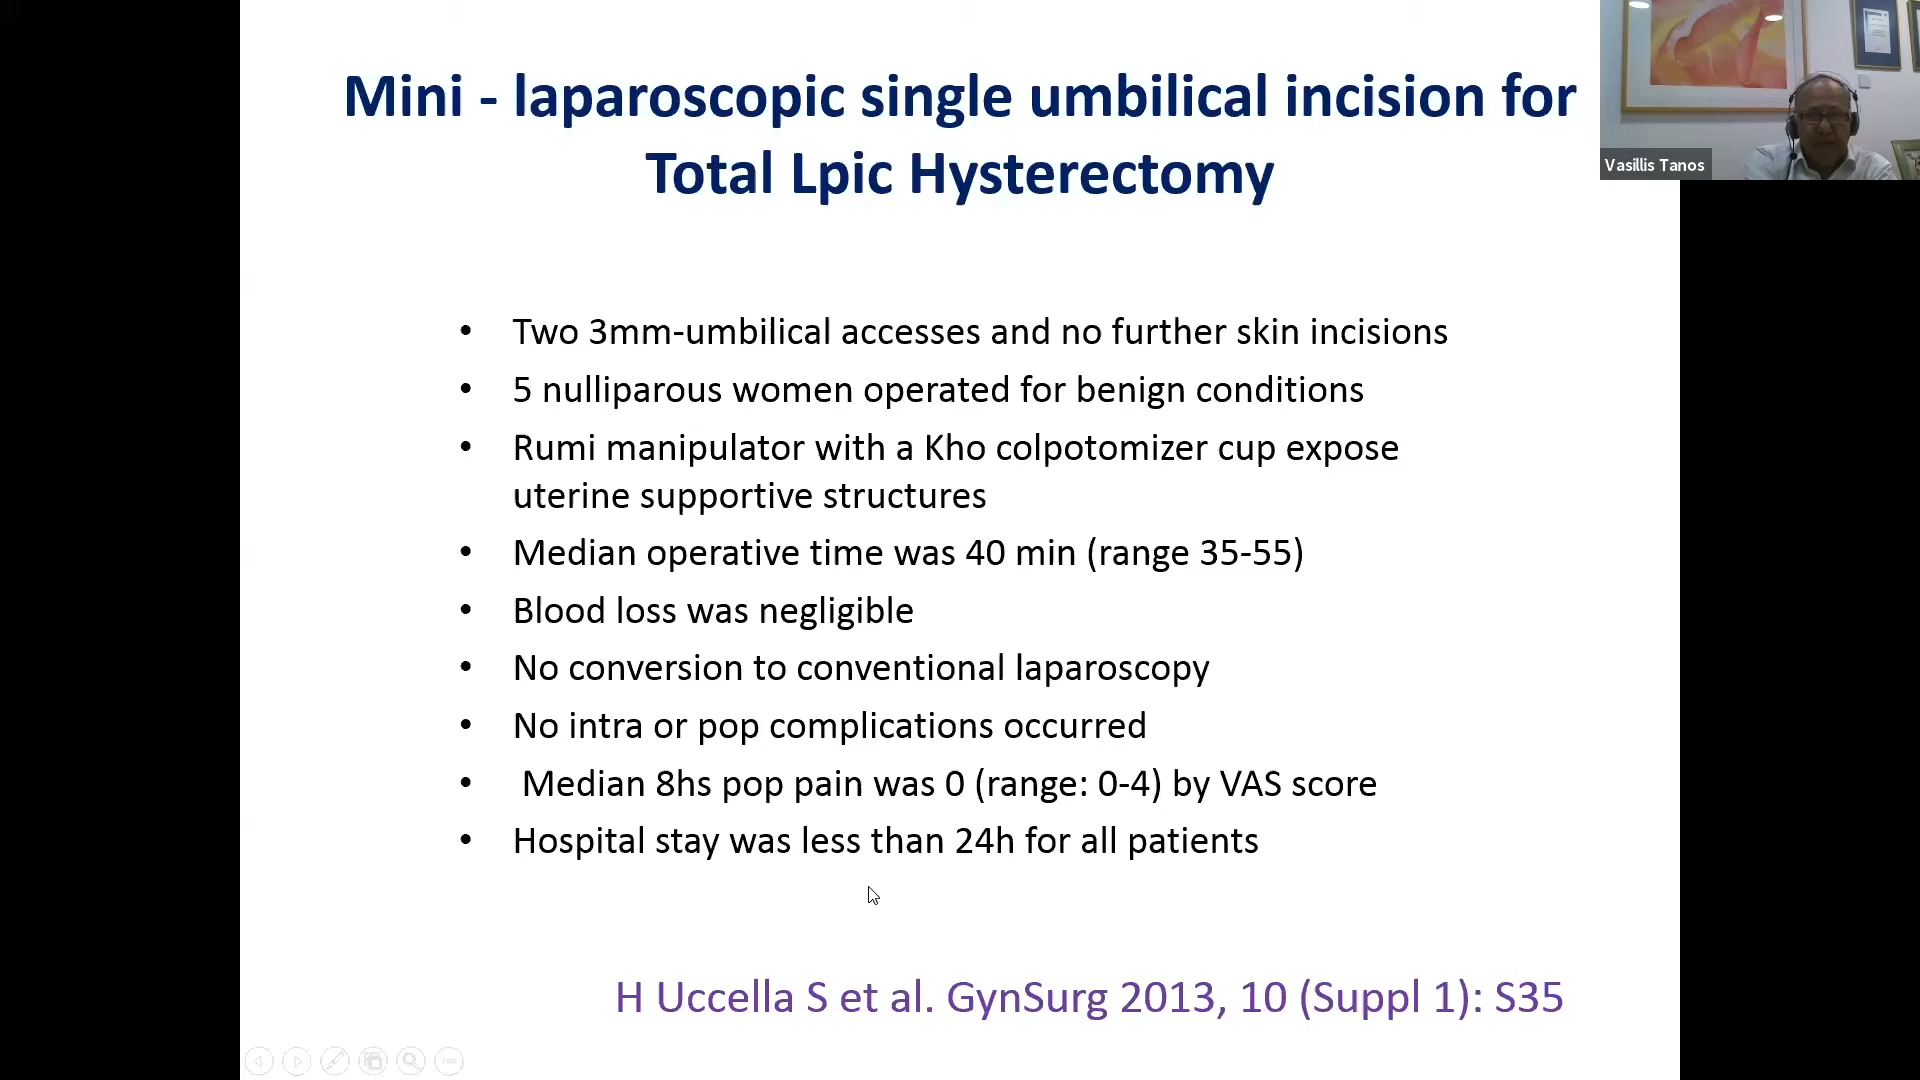 Mini - laparoscopic single umbilical incision for
Total Lpic Hysterectomy
Vasillis Tanos
• Two 3mm-umbilical accesses and no further skin incisions
• 5 nulliparous women operated for benign conditions
• Rumi manipulator with a Kho colpotomizer cup expose
uterine supportive structures
• Median operative time was 40 min (range 35-55)
• Blood loss was negligible
• No conversion to conventional laparoscopy
• No intra or pop complications occurred
• Median 8hs pop pain was 0 (range: 0-4) by VAS score
• Hospital stay was less than 24h for all patients
H Uccella S et al. GynSurg 2013, 10 (Suppl 1): S35